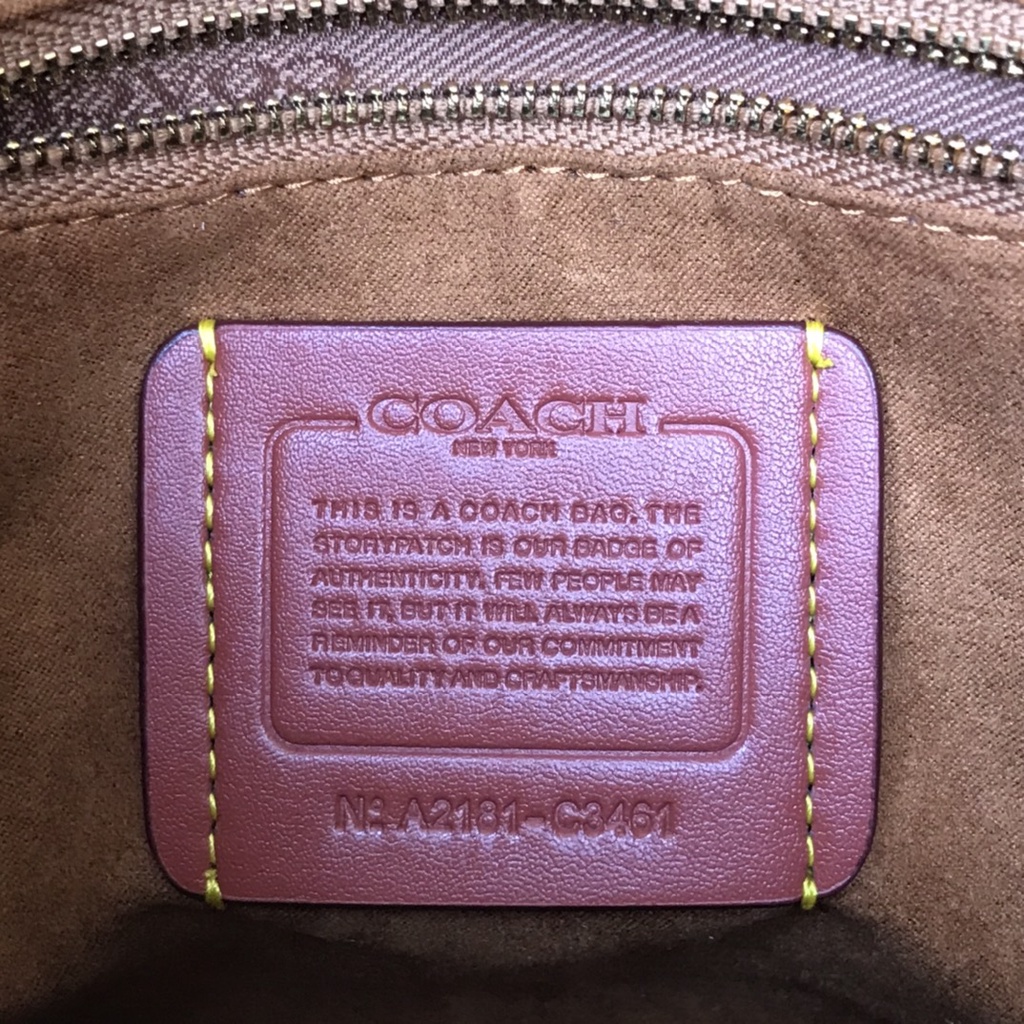 COACH
COACH
NEW YORK
THIS IS A COACH BAG. THE
STORYPATCH IS OUR BADGE OF
AUTHENTICITY. FEW PEOPLE MAY
SEE IT, BUT IT WILL ALWAYS BE A
REMINDER OF OUR COMMITMENT
TO QUALITY AND CRAFTSMANSHIP.
Nº. A2181-C3461